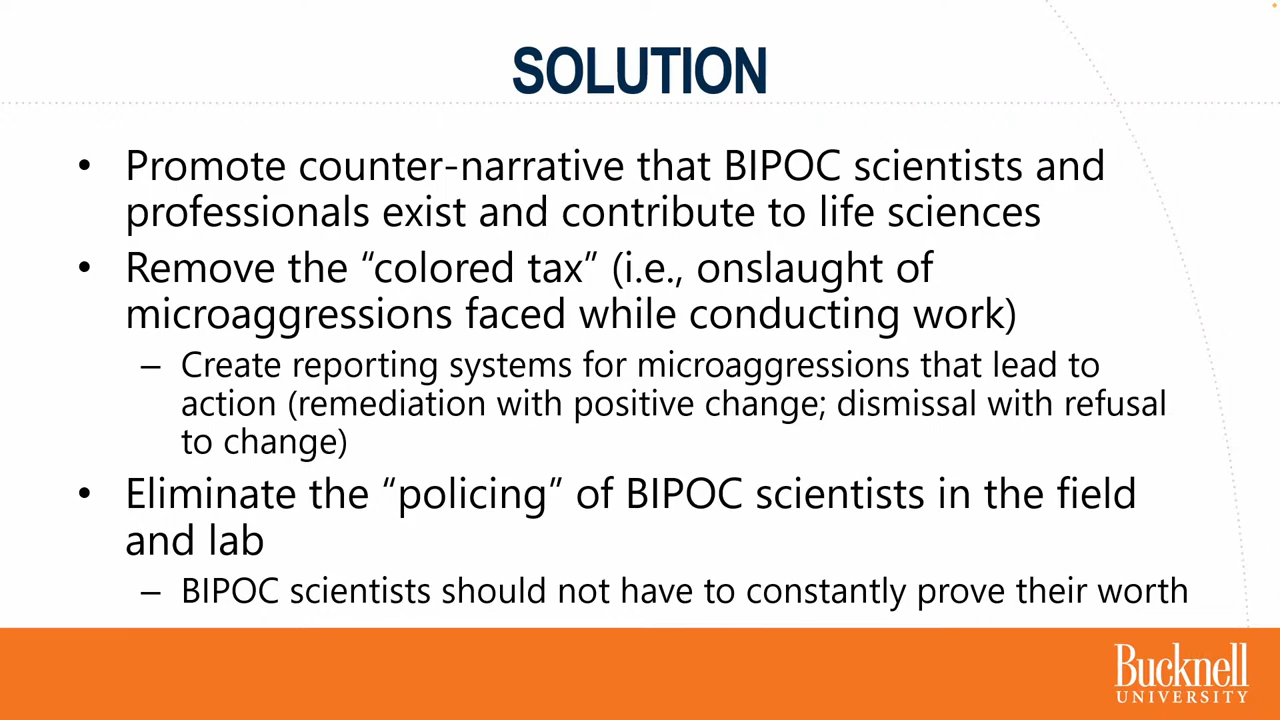 SOLUTION
• Promote counter-narrative that BIPOC scientists and
professionals exist and contribute to life sciences
• Remove the “colored tax” (i.e., onslaught of
microaggressions faced while conducting work)
– Create reporting systems for microaggressions that lead to
action (remediation with positive change; dismissal with refusal
to change)
• Eliminate the “policing” of BIPOC scientists in the field
and lab
– BIPOC scientists should not have to constantly prove their worth
Bucknell
UNIVERSITY